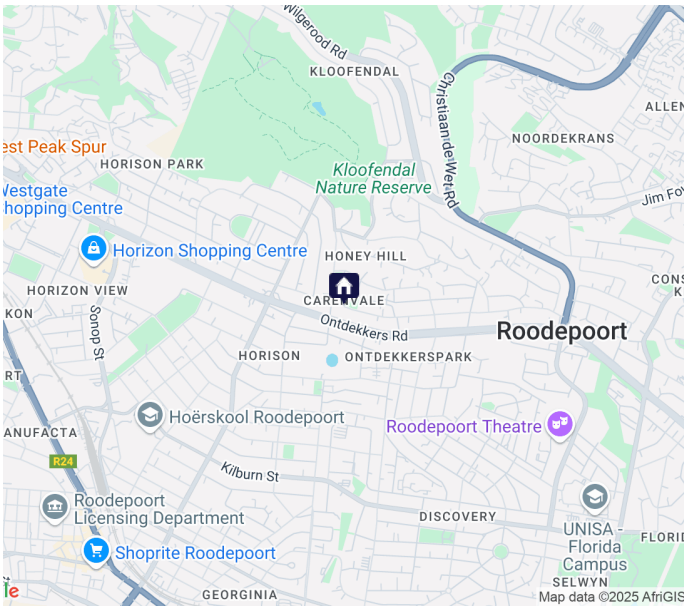 Wilgerood Rd
KLOOFENDAL
Christiaan de Wet Rd
ALLEN
NOORDEKRANS
est Peak Spur
HORISON PARK
Kloofendal
Nature Reserve
Westgate
Shopping Centre
Jim Fou
Horizon Shopping Centre
HONEY HILL
CONS
K
HORIZON VIEW
CARENVALE
KON
Sonop St
Ontdekkers Rd
Roodepoort
HORISON
ONTDEKKERSPARK
RT
Hoërskool Roodepoort
Roodepoort Theatre
ANUFACTA
R24
Kilburn St
Roodepoort
Licensing Department
DISCOVERY
UNISA -
Florida
Campus
FLORID
Shoprite Roodepoort
SELWYN
GEORGINIA
le
Map data ©2025 AfriGIS